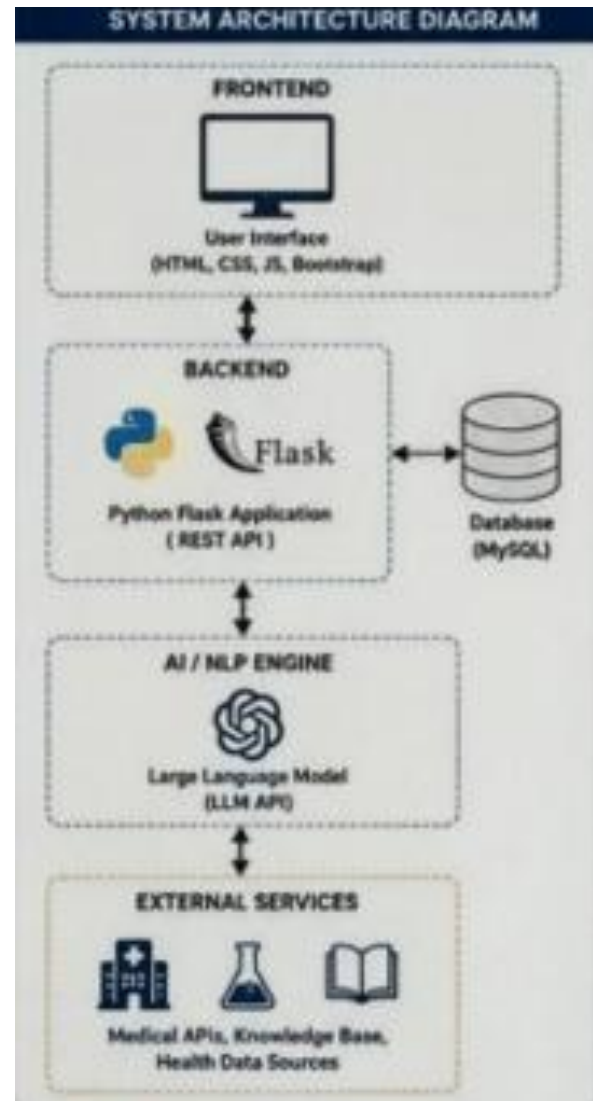 SYSTEM ARCHITECTURE DIAGRAM
FRONTEND
User Interface
(HTML, CSS, JS, Bootstrap)
BACKEND
Flask
Python Flask Application
( REST API )
Database
(MySQL)
AI / NLP ENGINE
Large Language Model
(LLM API)
EXTERNAL SERVICES
Medical APIs, Knowledge Base,
Health Data Sources